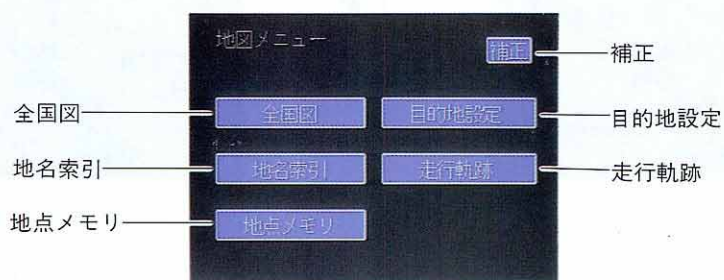 地図メニュー
補正
補正
全国図
全国図
目的地設定
目的地設定
地名索引
地名索引
走行軌跡
走行軌跡
地点メモリ
地点メモリ